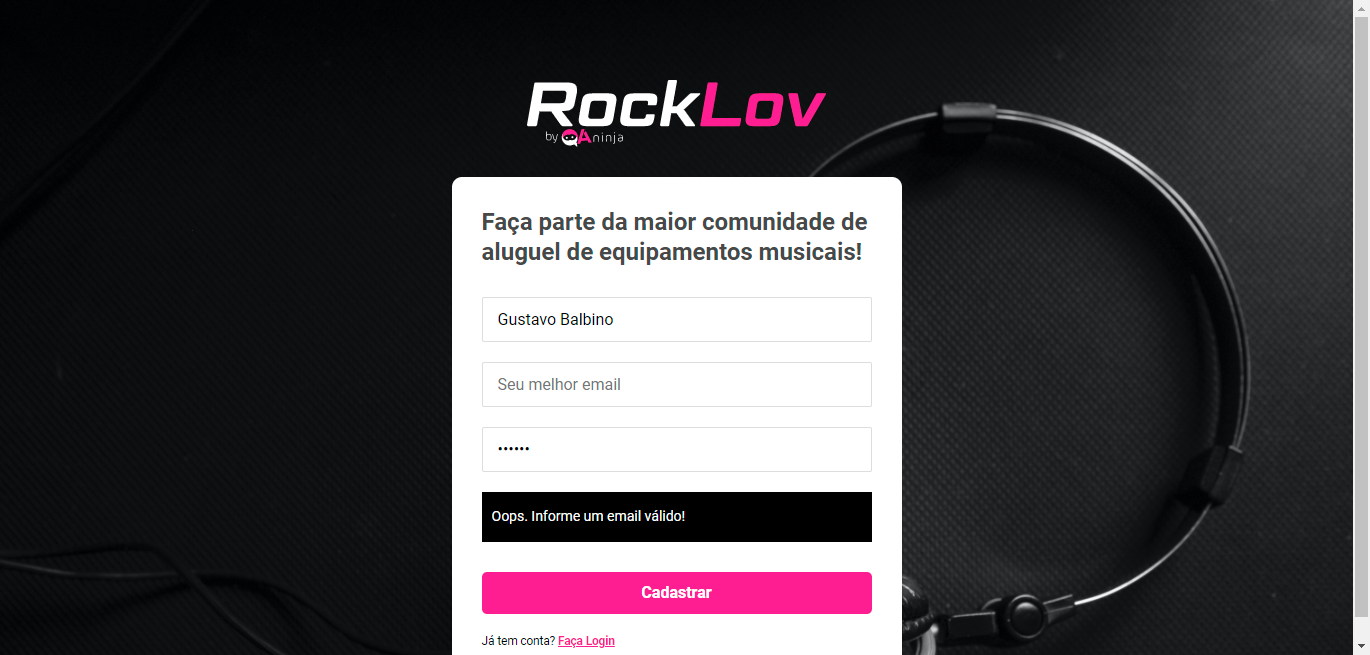 RockLov
by QAninja
Faça parte da maior comunidade de
aluguel de equipamentos musicais!
Gustavo Balbino
Seu melhor email
••••••
Oops. Informe um email válido!
Cadastrar
Já tem conta? Faça Login